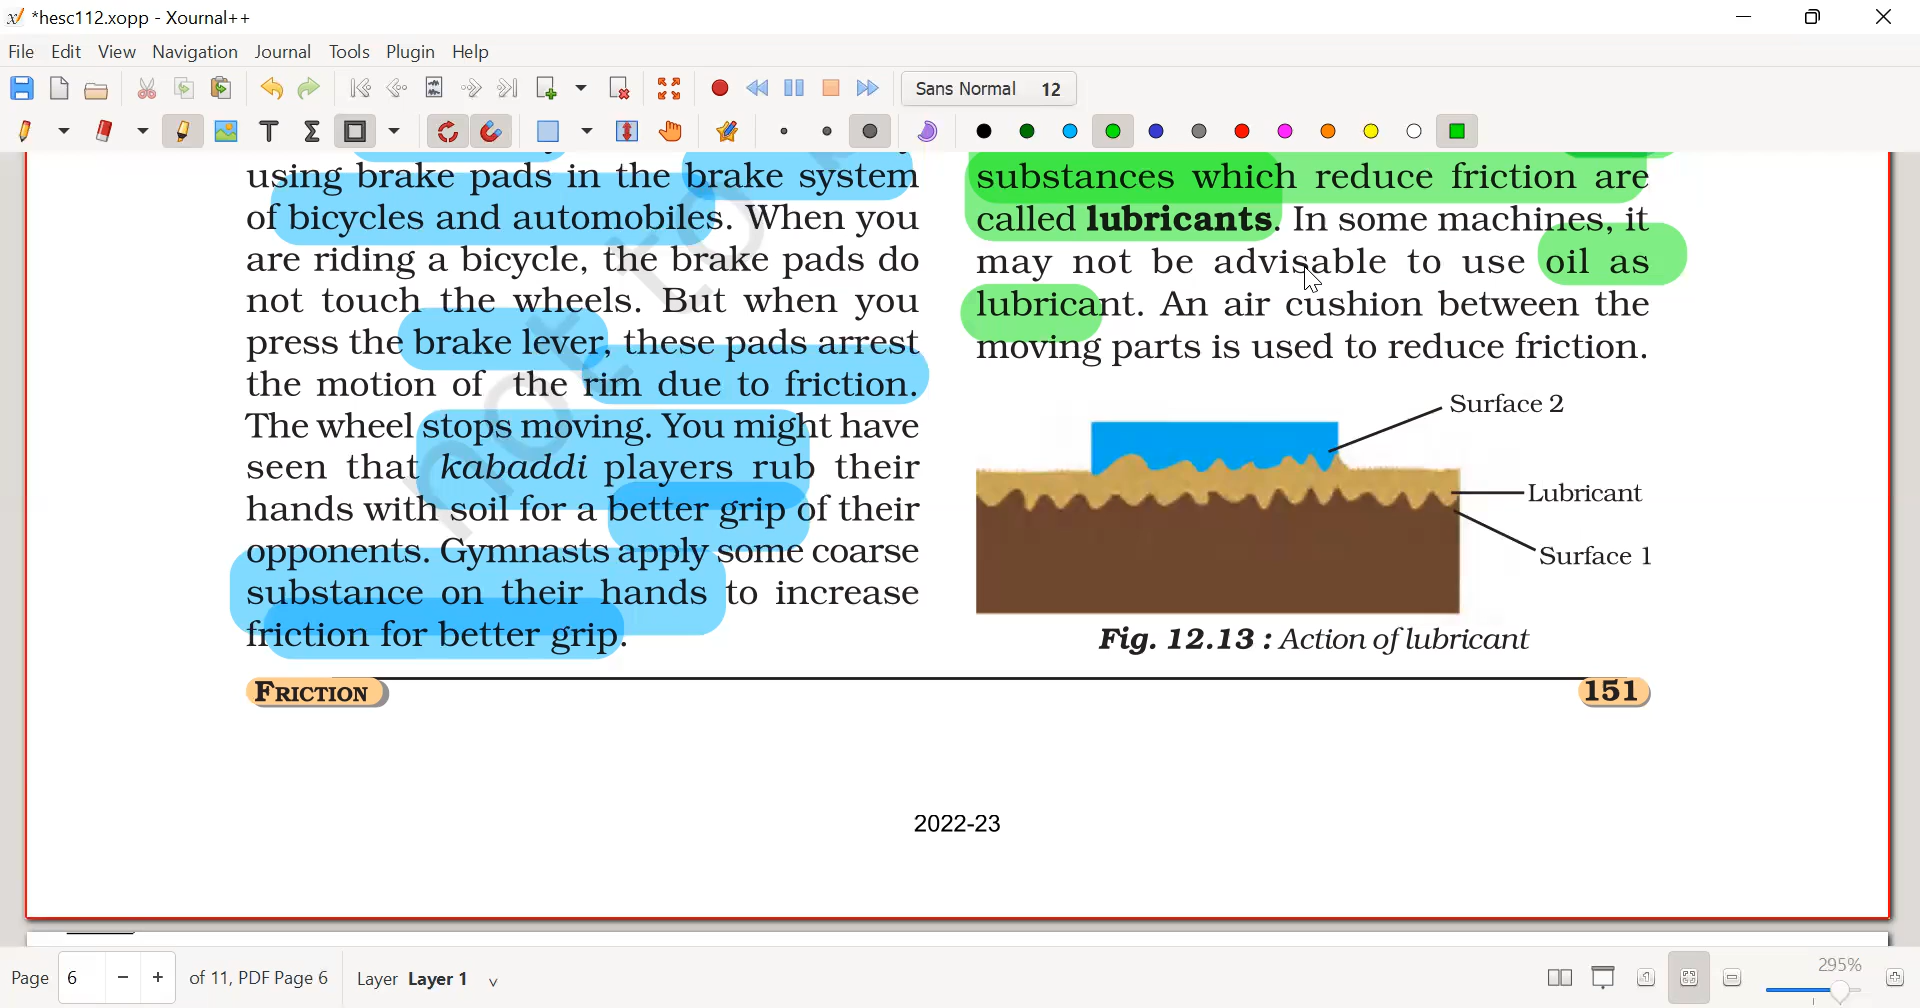 *hesc112.xopp - Xournal++
File Edit View Navigation Journal Tools Plugin Help
Sans Normal 12
using brake pads in the brake system
of bicycles and automobiles. When you
are riding a bicycle, the brake pads do
not touch the wheels. But when you
press the brake lever, these pads arrest
the motion of the rim due to friction.
The wheel stops moving. You might have
seen that kabaddi players rub their
hands with soil for a better grip of their
opponents. Gymnasts apply some coarse
substance on their hands to increase
friction for better grip.
substances which reduce friction are
called lubricants. In some machines, it
may not be advisable to use oil as
lubricant. An air cushion between the
moving parts is used to reduce friction.
Surface 2
Lubricant
Surface 1
Fig. 12.13 : Action of lubricant
not to
FRICTION
151
2022-23
Page 6 - + of 11, PDF Page 6 Layer Layer 1
295%